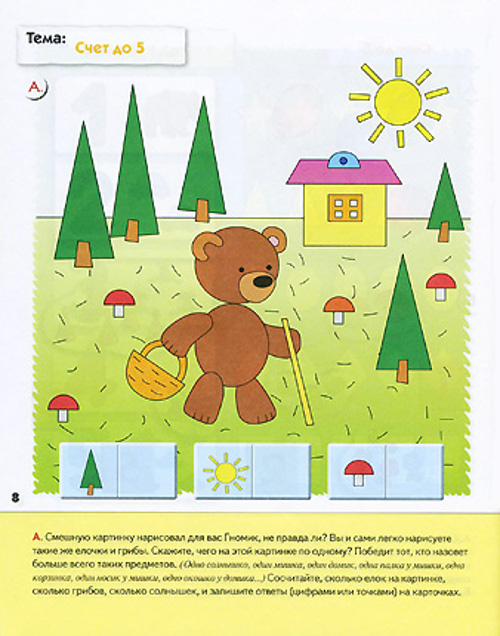 Тема:
Счет до 5
А.
8
А. Смешную картинку нарисовал для вас Гномик, не правда ли? Вы и сами легко нарисуете
такие же елочки и грибы. Скажите, чего на этой картинке по одному? Победит тот, кто назовет
больше всего таких предметов. (Одно солнышко, один мишка, один домик, одна палка у мишки, одна
корзинка, один носик у мишки, одно окошко у домика...) Сосчитайте, сколько елок на картинке,
сколько грибов, сколько солнышек, и запишите ответы (цифрами или точками) на карточках.